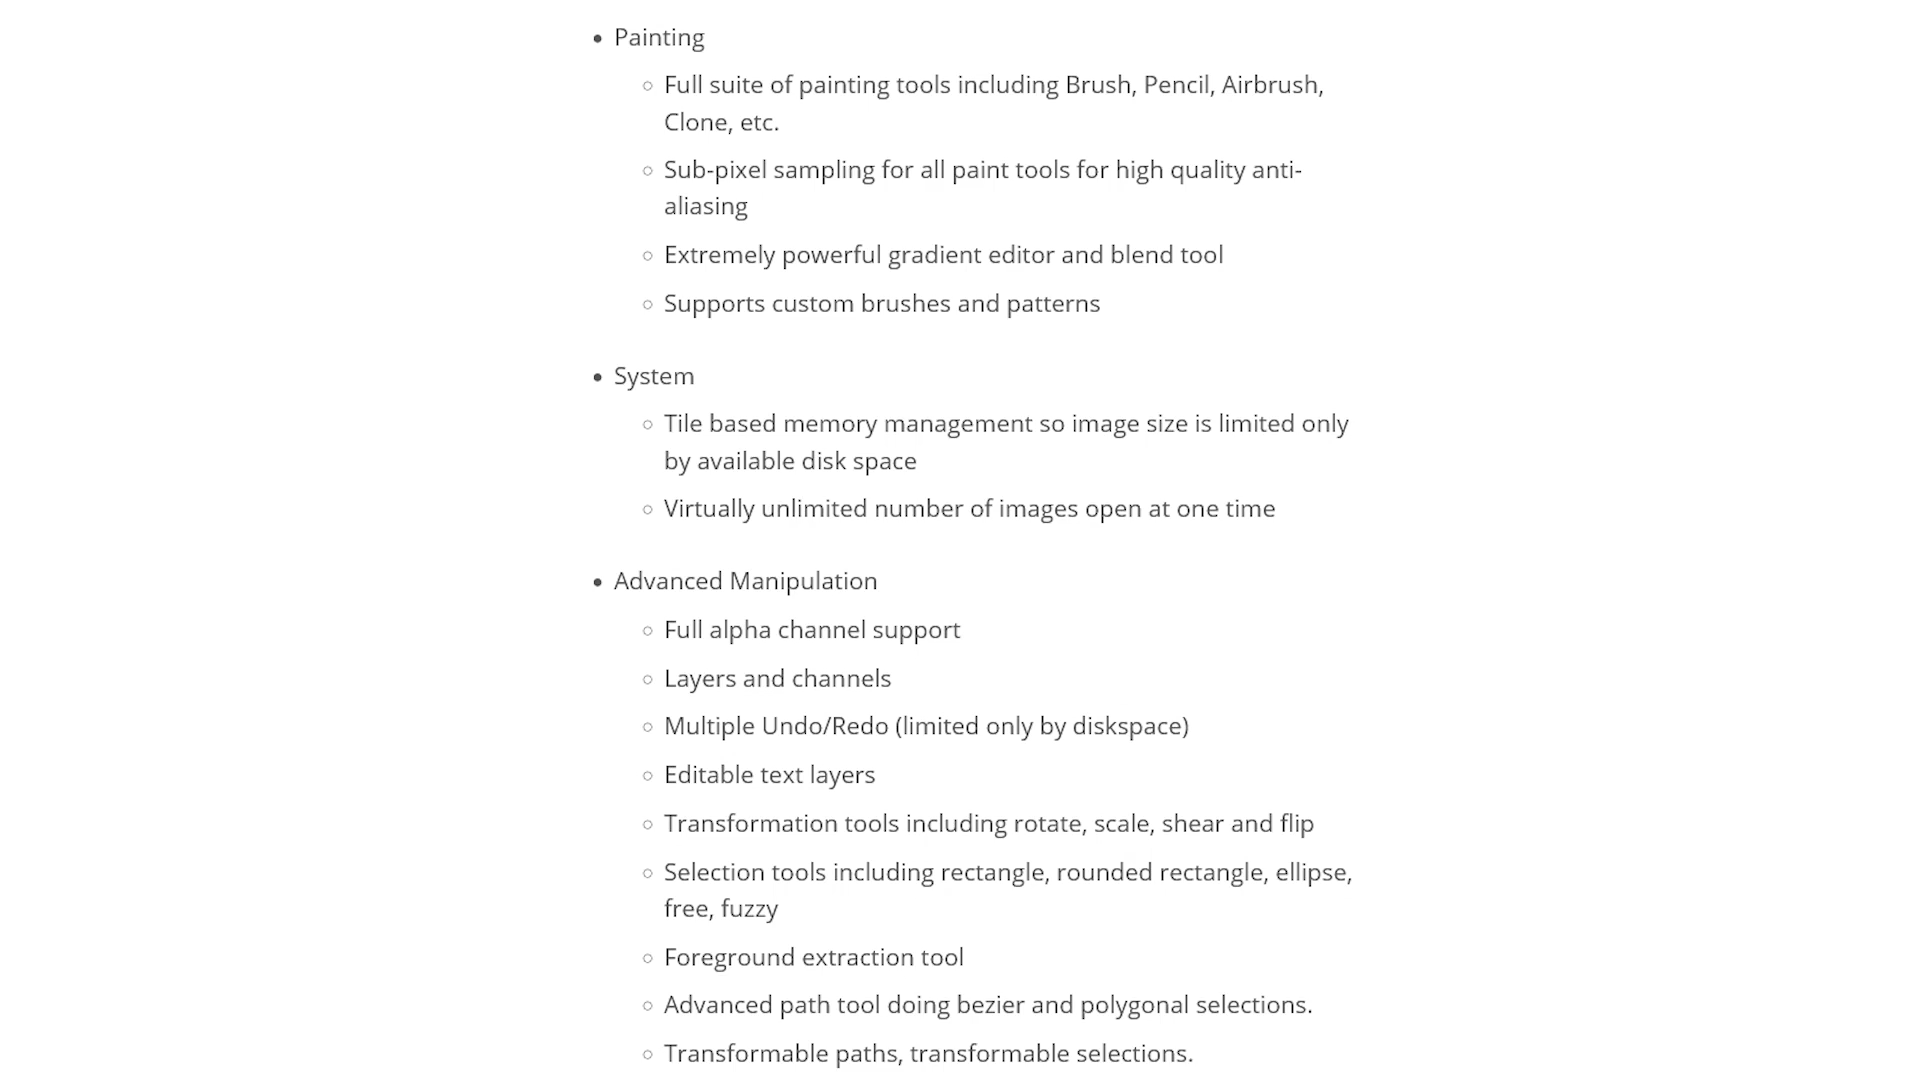 • Painting
◦ Full suite of painting tools including Brush, Pencil, Airbrush,
Clone, etc.
◦ Sub-pixel sampling for all paint tools for high quality anti-
aliasing
◦ Extremely powerful gradient editor and blend tool
◦ Supports custom brushes and patterns
• System
◦ Tile based memory management so image size is limited only
by available disk space
◦ Virtually unlimited number of images open at one time
• Advanced Manipulation
◦ Full alpha channel support
◦ Layers and channels
◦ Multiple Undo/Redo (limited only by diskspace)
◦ Editable text layers
◦ Transformation tools including rotate, scale, shear and flip
◦ Selection tools including rectangle, rounded rectangle, ellipse,
free, fuzzy
◦ Foreground extraction tool
◦ Advanced path tool doing bezier and polygonal selections.
◦ Transformable paths, transformable selections.